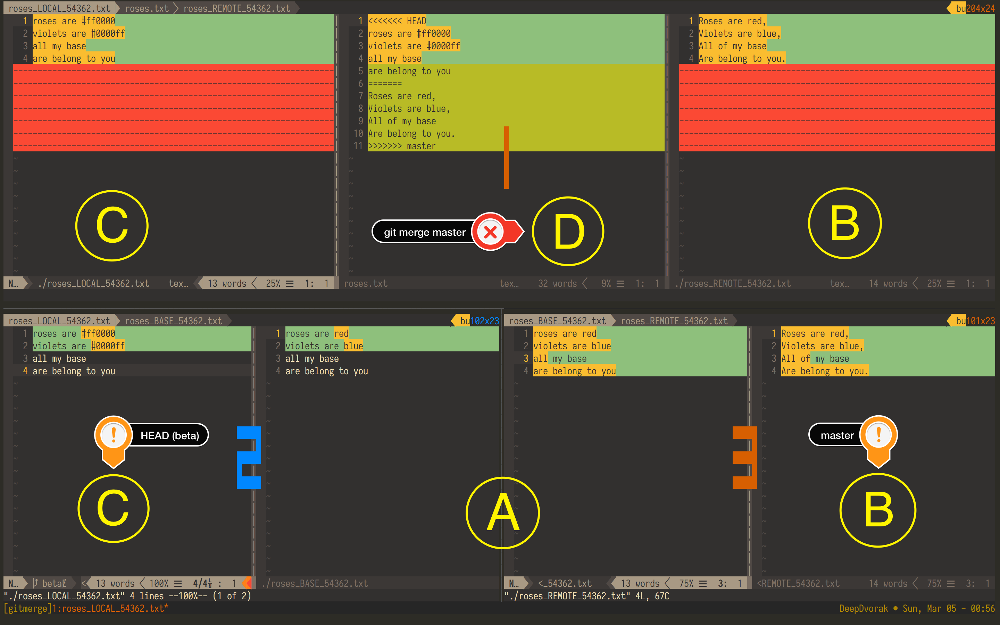 roses_LOCAL_54362.txt roses.txt roses_REMOTE_54362.txt bu204x24
1 roses are #ff0000
2 violets are #0000ff
3 all my base
4 are belong to you
1 <<<<<<< HEAD
2 roses are #ff0000
3 violets are #0000ff
4 all my base
5 are belong to you
6 =======
7 Roses are red,
8 Violets are blue,
9 All of my base
10 Are belong to you.
11 >>>>>>> master
1 Roses are red,
2 Violets are blue,
3 All of my base
4 Are belong to you.
C
git merge master
D
B
N… ./roses_LOCAL_54362.txt tex… 13 words 25% ☰ 1: 1
roses.txt tex… 32 words 9% ☰ 1: 1
./roses_REMOTE_54362.txt tex… 14 words 25% ☰ 1: 1
roses_LOCAL_54362.txt roses_BASE_54362.txt bu102x23
1 roses are #ff0000
2 violets are #0000ff
3 all my base
4 are belong to you
1 roses are red
2 violets are blue
3 all my base
4 are belong to you
HEAD (beta)
C
2
A
N… beta 13 words 100% ☰ 4/4 : 1
./roses_BASE_54362.txt
"./roses_LOCAL_54362.txt" 4 lines --100%-- (1 of 2)
roses_BASE_54362.txt roses_REMOTE_54362.txt bu101x23
1 roses are red
2 violets are blue
3 all my base
4 are belong to you
1 Roses are red,
2 Violets are blue,
3 All of my base
4 Are belong to you.
3
master
B
N… <_54362.txt 13 words 75% ☰ 3: 1
<REMOTE_54362.txt 14 words 75% ☰ 3: 1
"./roses_REMOTE_54362.txt" 4L, 67C
[gitmerge]1:roses_LOCAL_54362.txt* DeepDvorak ● Sun, Mar 05 - 00:56